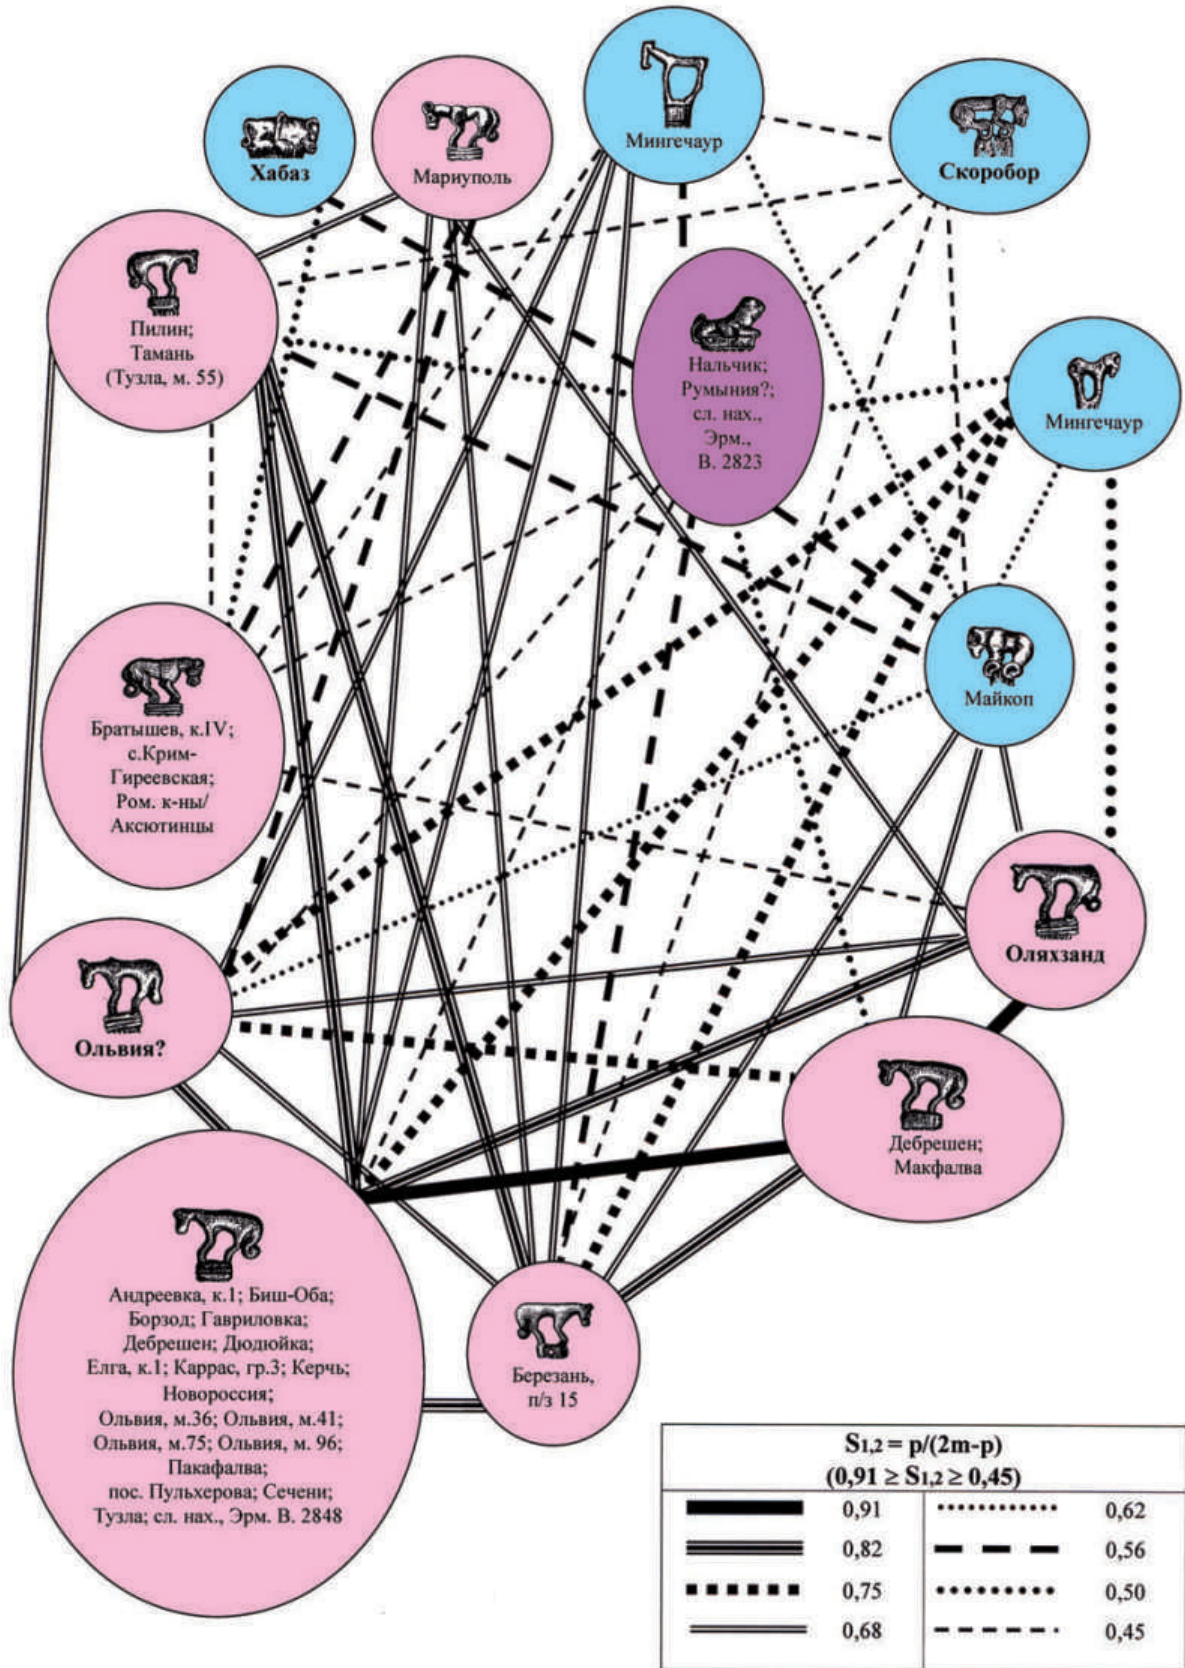 Хабаз
Мариуполь
Мингечаур
Скоробор
Пилин;
Тамань
(Тузла, м. 55)
Нальчик;
Румыния?;
сл. нах.,
Эрм.,
В. 2823
Мингечаур
Братышев, к.IV;
с.Крим-
Гиреевская;
Ром. к-ны/
Аксютинцы
Майкоп
Оляхзанд
Ольвия?
Дебрешен;
Макфалва
Андреевка, к.1; Биш-Оба;
Борзод; Гавриловка;
Дебрешен; Дюдюйка;
Елга, к.1; Каррас, гр.3; Керчь;
Новороссия;
Ольвия, м.36; Ольвия, м.41;
Ольвия, м.75; Ольвия, м. 96;
Пакафалва;
пос. Пульхерова; Сечени;
Тузла; сл. нах., Эрм. В. 2848
Березань,
п/з 15
S1,2 = p/(2m-p)
(0,91 ≥ S1,2 ≥ 0,45)
0,91 0,62
0,82 0,56
0,75 0,50
0,68 0,45